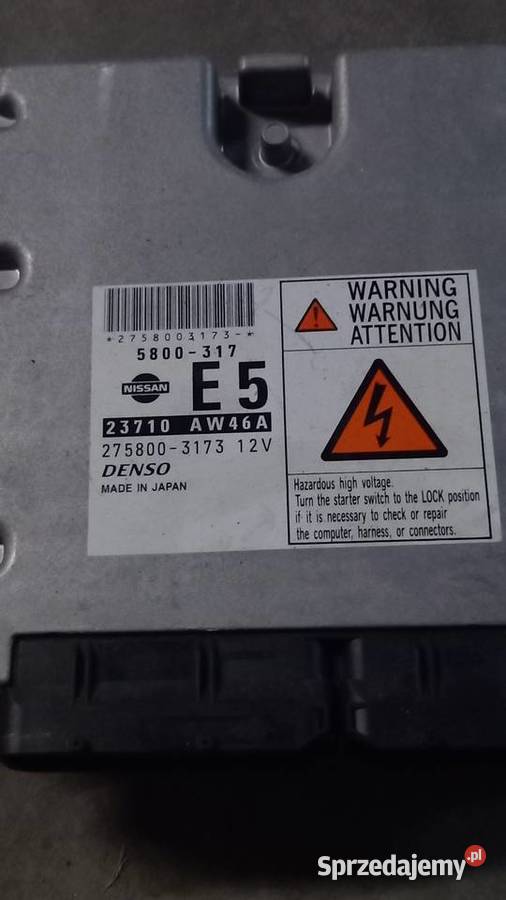 *2758003173-*
5800-317
NISSAN E5
23710 AW46A
275800-3173 12V
DENSO
MADE IN JAPAN
WARNING
WARNUNG
ATTENTION
Hazardous high voltage.
Turn the starter switch to the LOCK position
if it is necessary to check or repair
the computer, harness, or connectors.
Sprzedajemy.pl